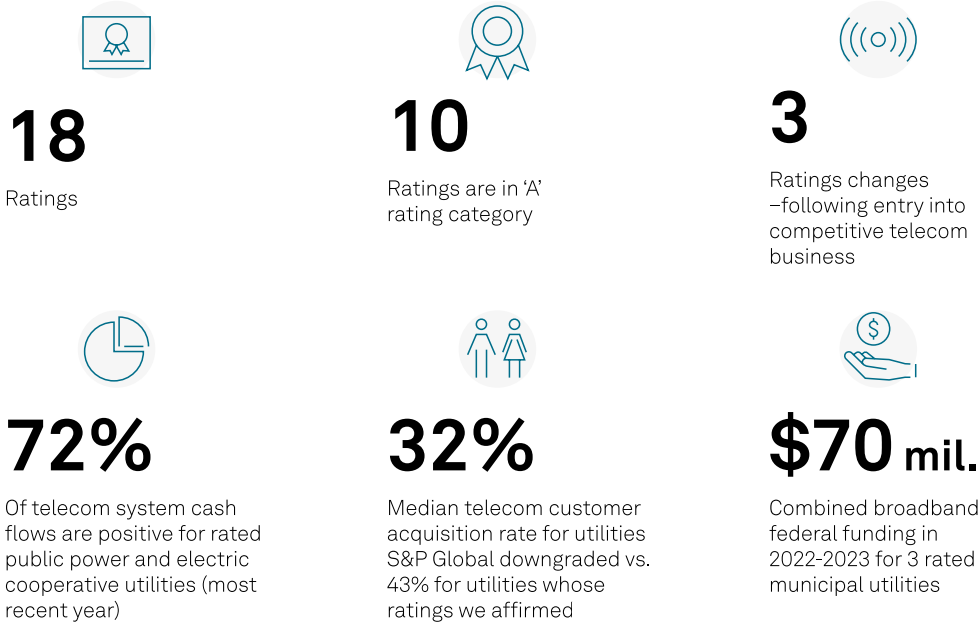 18
Ratings
10
Ratings are in ‘A’
rating category
3
Ratings changes
–following entry into
competitive telecom
business
72%
Of telecom system cash
flows are positive for rated
public power and electric
cooperative utilities (most
recent year)
32%
Median telecom customer
acquisition rate for utilities
S&P Global downgraded vs.
43% for utilities whose
ratings we affirmed
$70 mil.
Combined broadband
federal funding in
2022-2023 for 3 rated
municipal utilities